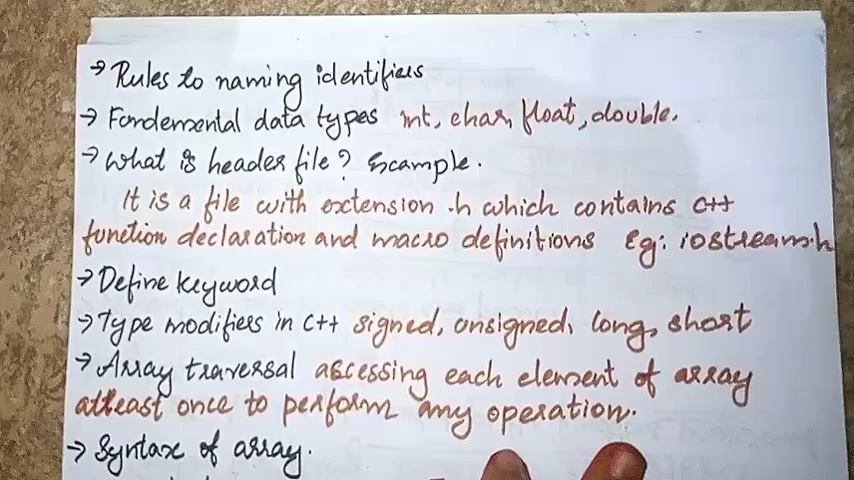 → Rules to naming identifiers
→ Fundemental data types int, char, float, double.
→ What is header file? Example.
It is a file with extension .h which contains C++
function declaration and macro definitions Eg: iostream.h
→ Define keyword
→ Type modifiers in C++ signed, unsigned, long, short
→ Array traversal accessing each element of array
atleast once to perform any operation.
→ Syntax of array.